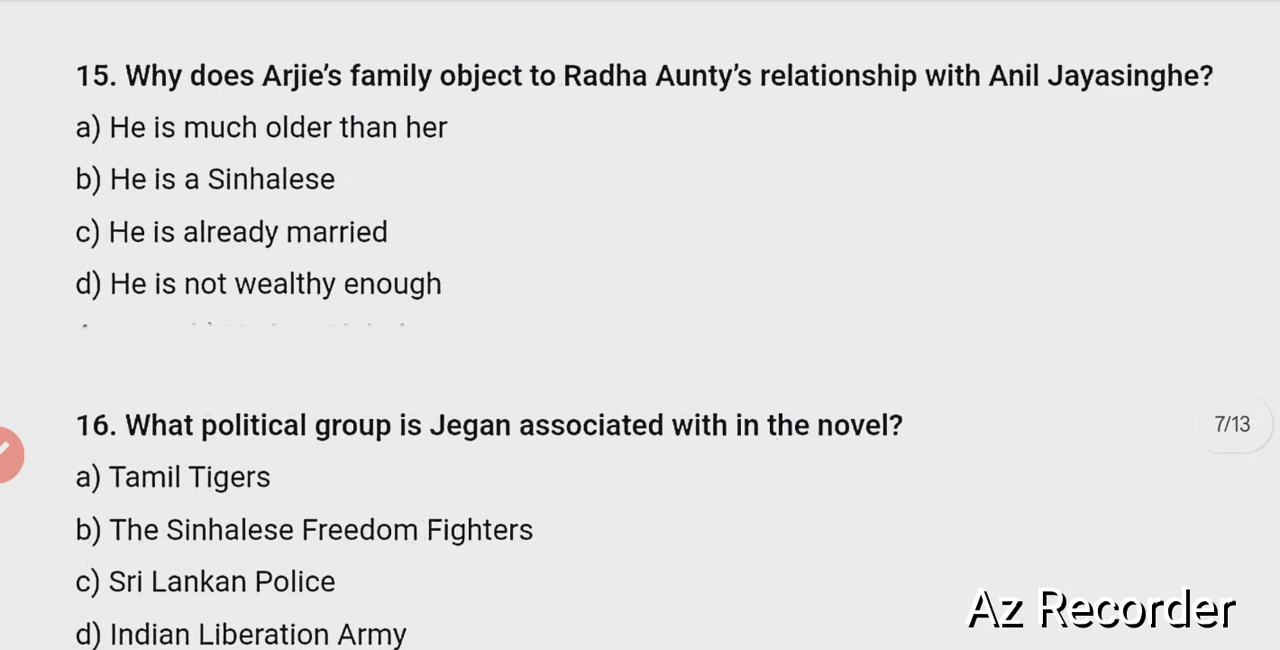 15. Why does Arjie’s family object to Radha Aunty’s relationship with Anil Jayasinghe?
a) He is much older than her
b) He is a Sinhalese
c) He is already married
d) He is not wealthy enough
16. What political group is Jegan associated with in the novel?
7/13
a) Tamil Tigers
b) The Sinhalese Freedom Fighters
c) Sri Lankan Police
d) Indian Liberation Army
Az Recorder